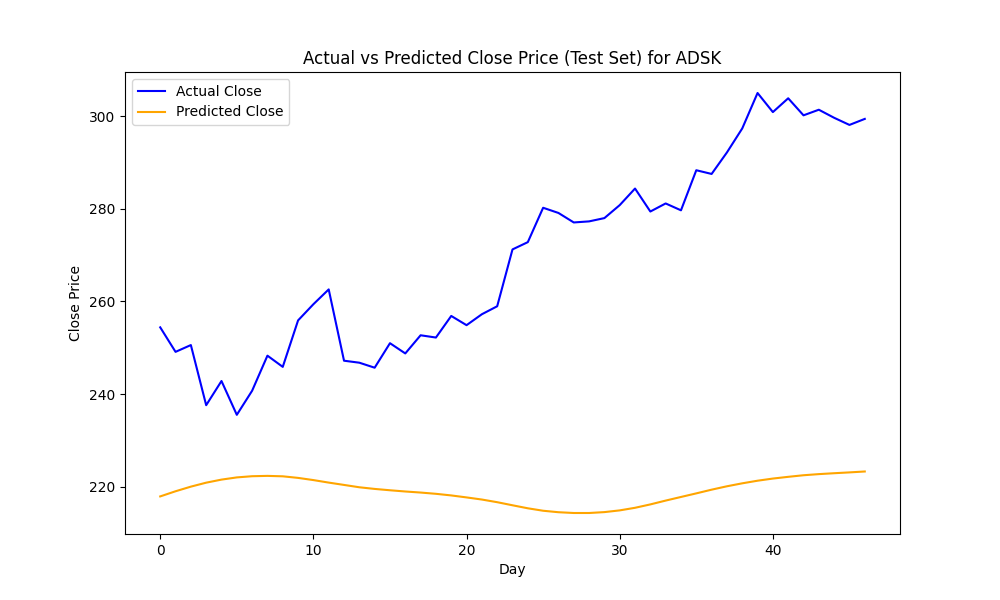 Actual vs Predicted Close Price (Test Set) for ADSK
Actual Close
Predicted Close
300
280
260
240
220
Close Price
0 10 20 30 40
Day